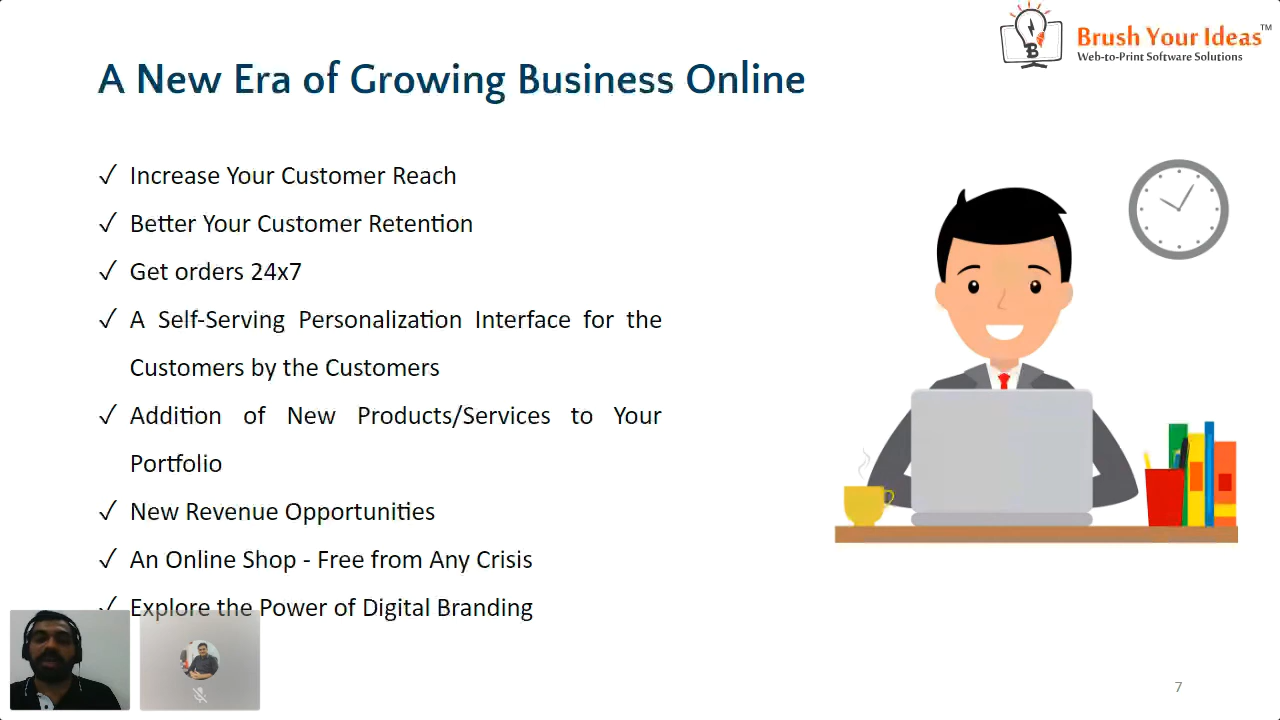 Brush Your Ideas™
Web-to-Print Software Solutions
A New Era of Growing Business Online
✓ Increase Your Customer Reach
✓ Better Your Customer Retention
✓ Get orders 24x7
✓ A Self-Serving Personalization Interface for the
Customers by the Customers
✓ Addition of New Products/Services to Your
Portfolio
✓ New Revenue Opportunities
✓ An Online Shop - Free from Any Crisis
✓ Explore the Power of Digital Branding
7